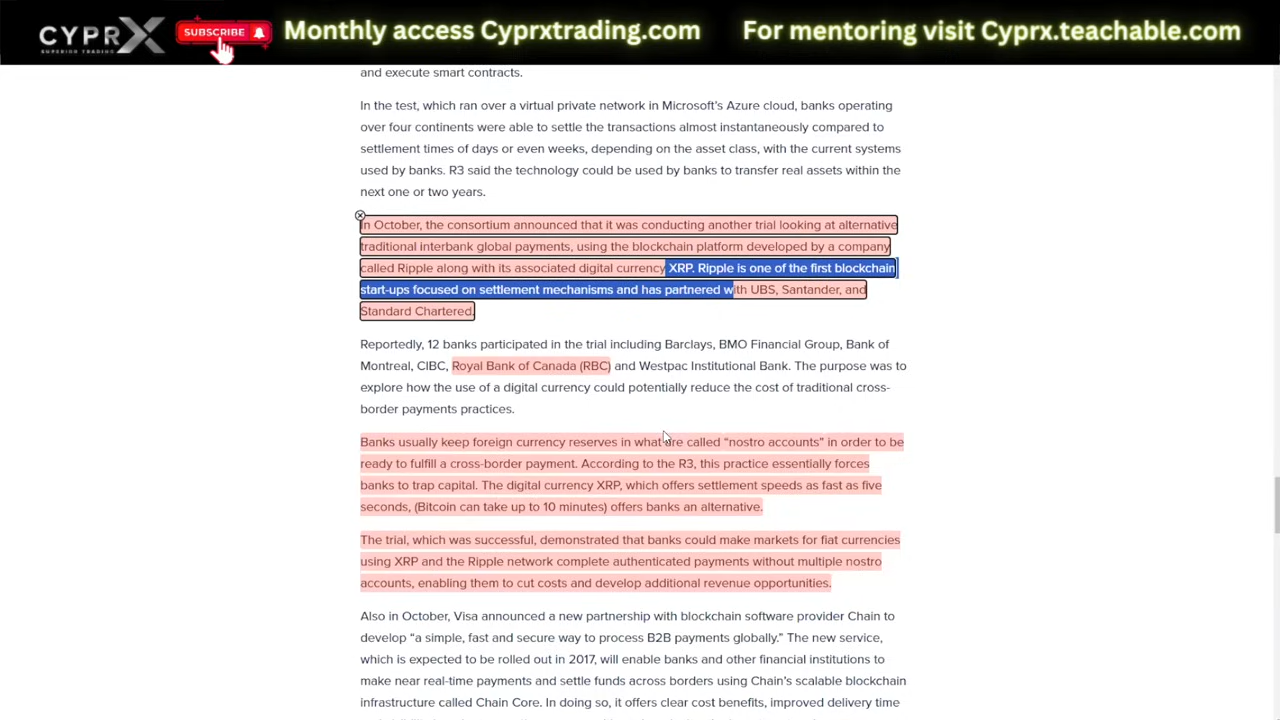 CYPRX
SUPERIOR TRADING
SUBSCRIBE
Monthly access Cyprxtrading.com
For mentoring visit Cyprx.teachable.com
and execute smart contracts.
In the test, which ran over a virtual private network in Microsoft's Azure cloud, banks operating
over four continents were able to settle the transactions almost instantaneously compared to
settlement times of days or even weeks, depending on the asset class, with the current systems
used by banks. R3 said the technology could be used by banks to transfer real assets within the
next one or two years.
In October, the consortium announced that it was conducting another trial looking at alternative
traditional interbank global payments, using the blockchain platform developed by a company
called Ripple along with its associated digital currency XRP. Ripple is one of the first blockchain
start-ups focused on settlement mechanisms and has partnered with UBS, Santander, and
Standard Chartered.
Reportedly, 12 banks participated in the trial including Barclays, BMO Financial Group, Bank of
Montreal, CIBC, Royal Bank of Canada (RBC) and Westpac Institutional Bank. The purpose was to
explore how the use of a digital currency could potentially reduce the cost of traditional cross-
border payments practices.
Banks usually keep foreign currency reserves in what are called "nostro accounts" in order to be
ready to fulfill a cross-border payment. According to the R3, this practice essentially forces
banks to trap capital. The digital currency XRP, which offers settlement speeds as fast as five
seconds, (Bitcoin can take up to 10 minutes) offers banks an alternative.
The trial, which was successful, demonstrated that banks could make markets for fiat currencies
using XRP and the Ripple network complete authenticated payments without multiple nostro
accounts, enabling them to cut costs and develop additional revenue opportunities.
Also in October, Visa announced a new partnership with blockchain software provider Chain to
develop "a simple, fast and secure way to process B2B payments globally." The new service,
which is expected to be rolled out in 2017, will enable banks and other financial institutions to
make near real-time payments and settle funds across borders using Chain's scalable blockchain
infrastructure called Chain Core. In doing so, it offers clear cost benefits, improved delivery time